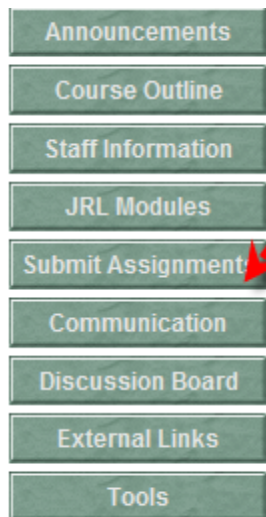 Announcements
Course Outline
Staff Information
JRL Modules
Submit Assignments
Communication
Discussion Board
External Links
Tools